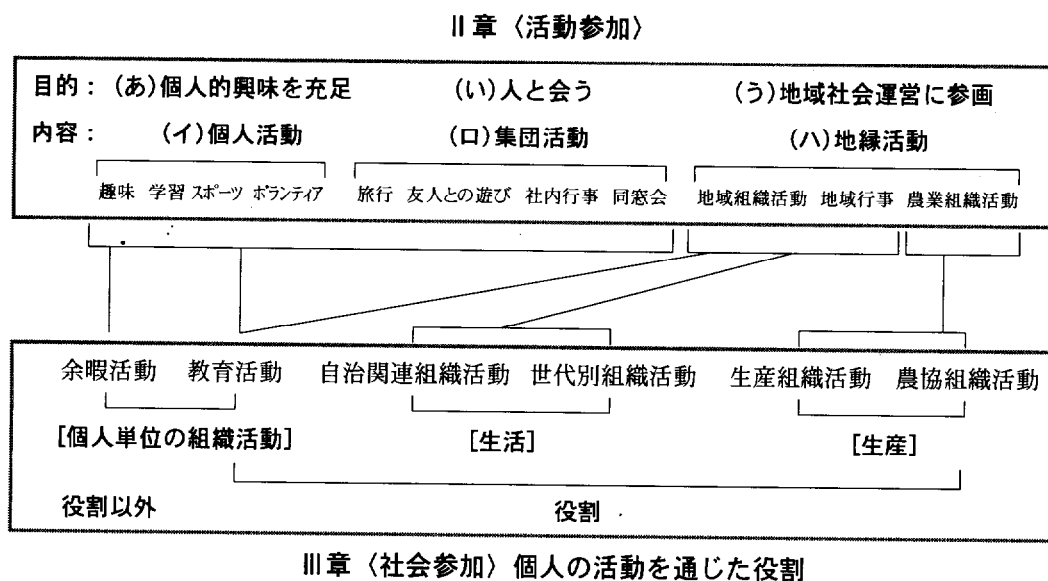 Ⅱ章〈活動参加〉
目的：(あ)個人的興味を充足 (い)人と会う (う)地域社会運営に参画
内容： (イ)個人活動 (ロ)集団活動 (ハ)地縁活動
趣味 学習 スポーツ ボランティア 旅行 友人との遊び 社内行事 同窓会 地域組織活動 地域行事 農業組織活動
余暇活動 教育活動 自治関連組織活動 世代別組織活動 生産組織活動 農協組織活動
[個人単位の組織活動] [生活] [生産]
役割以外 役割
Ⅲ章〈社会参加〉個人の活動を通じた役割